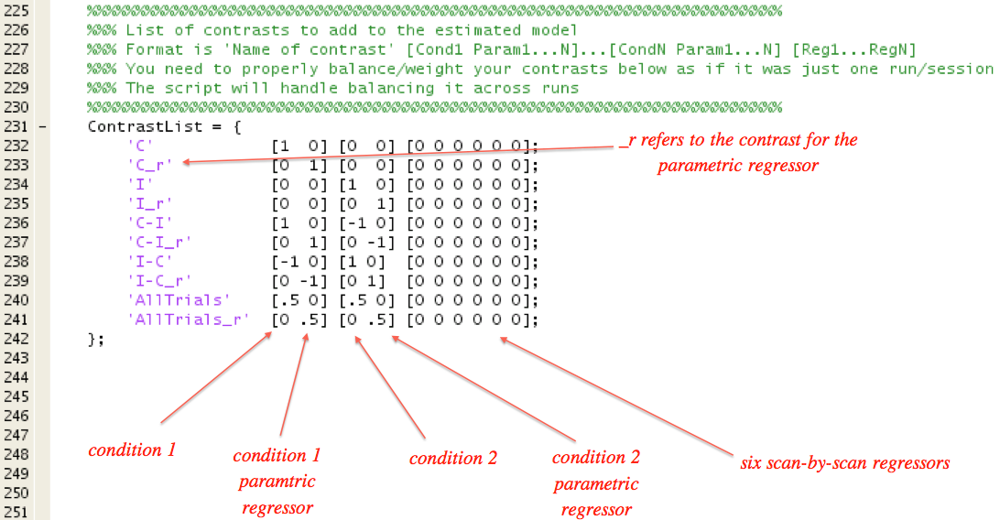 225 %%%%%%%%%%%%%%%%%%%%%%%%%%%%%%%%%%%%%%%%%%%%%%%%%%%%%%%%%%%%%%%%%%%%%%%%%%
226 %%% List of contrasts to add to the estimated model
227 %%% Format is 'Name of contrast' [Cond1 Param1...N]...[CondN Param1...N] [Reg1...RegN]
228 %%% You need to properly balance/weight your contrasts below as if it was just one run/session
229 %%% The script will handle balancing it across runs
230 %%%%%%%%%%%%%%%%%%%%%%%%%%%%%%%%%%%%%%%%%%%%%%%%%%%%%%%%%%%%%%%%%%%%%%%%%%
231 - ContrastList = {
232 'C' [1 0] [0 0] [0 0 0 0 0 0];
233 'C_r' [0 1] [0 0] [0 0 0 0 0 0];
234 'I' [0 0] [1 0] [0 0 0 0 0 0];
235 'I_r' [0 0] [0 1] [0 0 0 0 0 0];
236 'C-I' [1 0] [-1 0] [0 0 0 0 0 0];
237 'C-I_r' [0 1] [0 -1] [0 0 0 0 0 0];
238 'I-C' [-1 0] [1 0] [0 0 0 0 0 0];
239 'I-C_r' [0 -1] [0 1] [0 0 0 0 0 0];
240 'AllTrials' [.5 0] [.5 0] [0 0 0 0 0 0];
241 'AllTrials_r' [0 .5] [0 .5] [0 0 0 0 0 0];
242 };
243
244
245
246
247
248
249
250
251
_r refers to the contrast for the
parametric regressor
condition 1
condition 1
paramtric
regressor
condition 2
condition 2
parametric
regressor
six scan-by-scan regressors